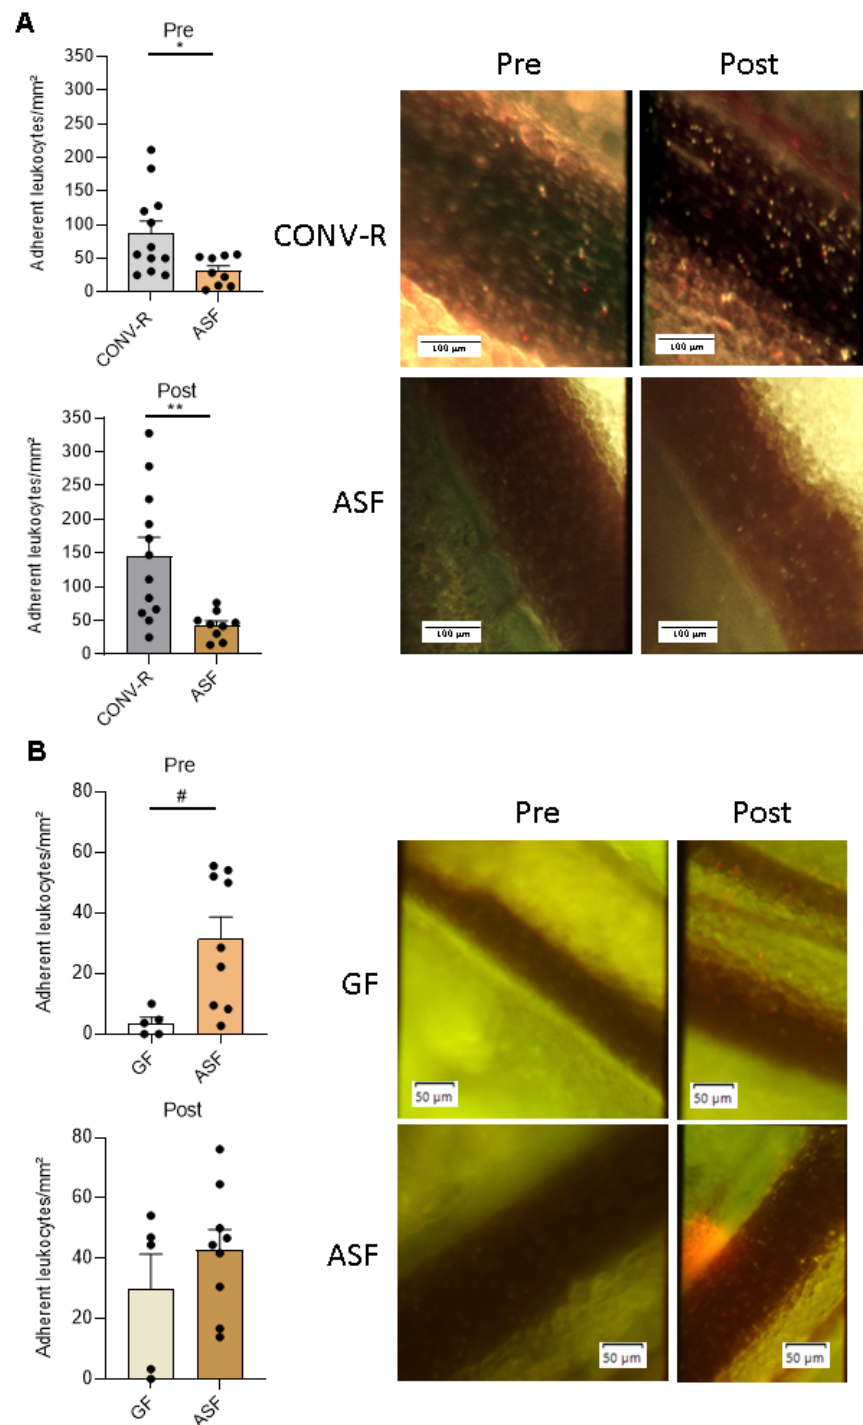 A
Pre
*
Adherent leukocytes/mm²
350
300
250
200
150
100
50
0
CONV-R
ASF
Post
**
Adherent leukocytes/mm²
350
300
250
200
150
100
50
0
CONV-R
ASF
Pre
Post
CONV-R
100 µm
100 µm
ASF
100 µm
100 µm
B
Pre
#
Adherent leukocytes/mm²
80
60
40
20
0
GF
ASF
Post
Adherent leukocytes/mm²
80
60
40
20
0
GF
ASF
Pre
Post
GF
50 µm
50 µm
ASF
50 µm
50 µm